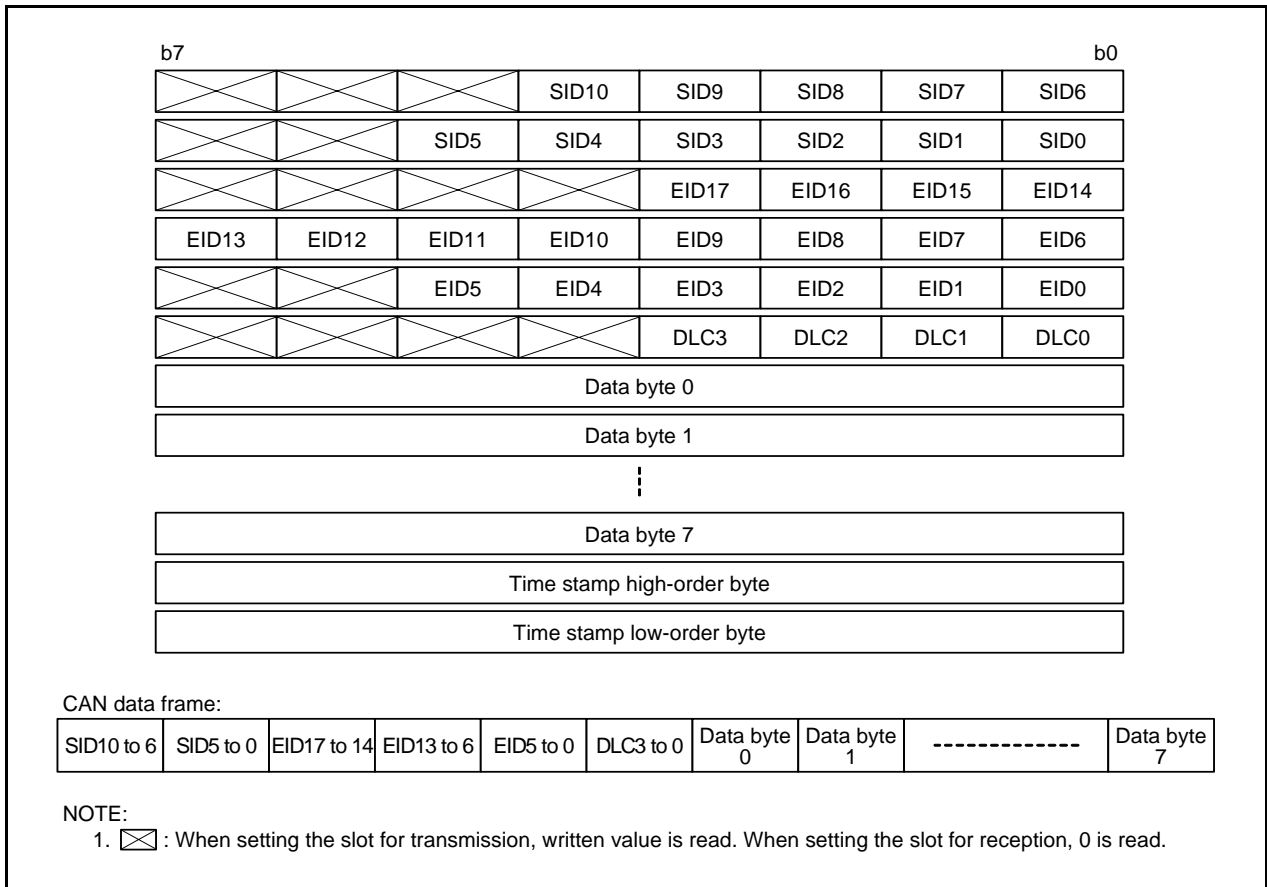 b7 b0
SID10 SID9 SID8 SID7 SID6
SID5 SID4 SID3 SID2 SID1 SID0
EID17 EID16 EID15 EID14
EID13 EID12 EID11 EID10 EID9 EID8 EID7 EID6
EID5 EID4 EID3 EID2 EID1 EID0
DLC3 DLC2 DLC1 DLC0
Data byte 0
Data byte 1
Data byte 7
Time stamp high-order byte
Time stamp low-order byte
CAN data frame:
SID10 to 6 SID5 to 0 EID17 to 14 EID13 to 6 EID5 to 0 DLC3 to 0 Data byte 0 Data byte 1 Data byte 7
NOTE:
1. : When setting the slot for transmission, written value is read. When setting the slot for reception, 0 is read.